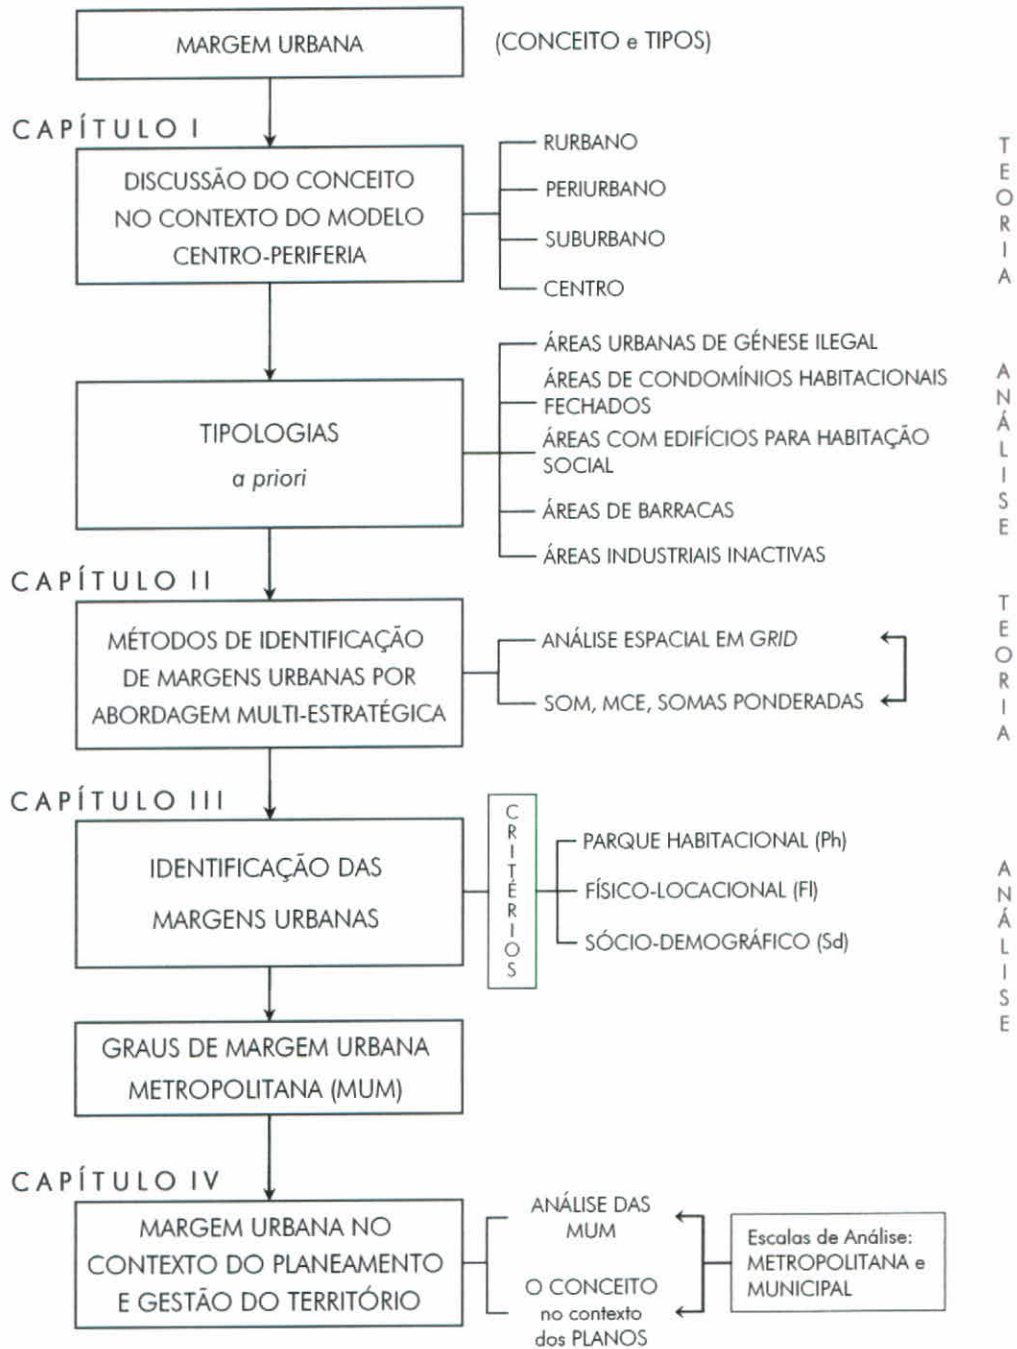 MARGEM URBANA
(CONCEITO e TIPOS)
CAPÍTULO I
DISCUSSÃO DO CONCEITO
NO CONTEXTO DO MODELO
CENTRO-PERIFERIA
RURBANO
PERIURBANO
SUBURBANO
CENTRO
TEORIA
TIPOLOGIAS
a priori
ÁREAS URBANAS DE GÉNESE ILEGAL
ÁREAS DE CONDOMÍNIOS HABITACIONAIS
FECHADOS
ÁREAS COM EDIFÍCIOS PARA HABITAÇÃO
SOCIAL
ÁREAS DE BARRACAS
ÁREAS INDUSTRIAIS INACTIVAS
ANÁLISE
CAPÍTULO II
MÉTODOS DE IDENTIFICAÇÃO
DE MARGENS URBANAS POR
ABORDAGEM MULTI-ESTRATÉGICA
ANÁLISE ESPACIAL EM GRID
SOM, MCE, SOMAS PONDERADAS
TEORIA
CAPÍTULO III
IDENTIFICAÇÃO DAS
MARGENS URBANAS
CRITÉRIOS
PARQUE HABITACIONAL (Ph)
FÍSICO-LOCACIONAL (Fl)
SÓCIO-DEMOGRÁFICO (Sd)
ANÁLISE
GRAUS DE MARGEM URBANA
METROPOLITANA (MUM)
CAPÍTULO IV
MARGEM URBANA NO
CONTEXTO DO PLANEAMENTO
E GESTÃO DO TERRITÓRIO
ANÁLISE DAS
MUM
O CONCEITO
no contexto
dos PLANOS
Escalas de Análise:
METROPOLITANA e
MUNICIPAL